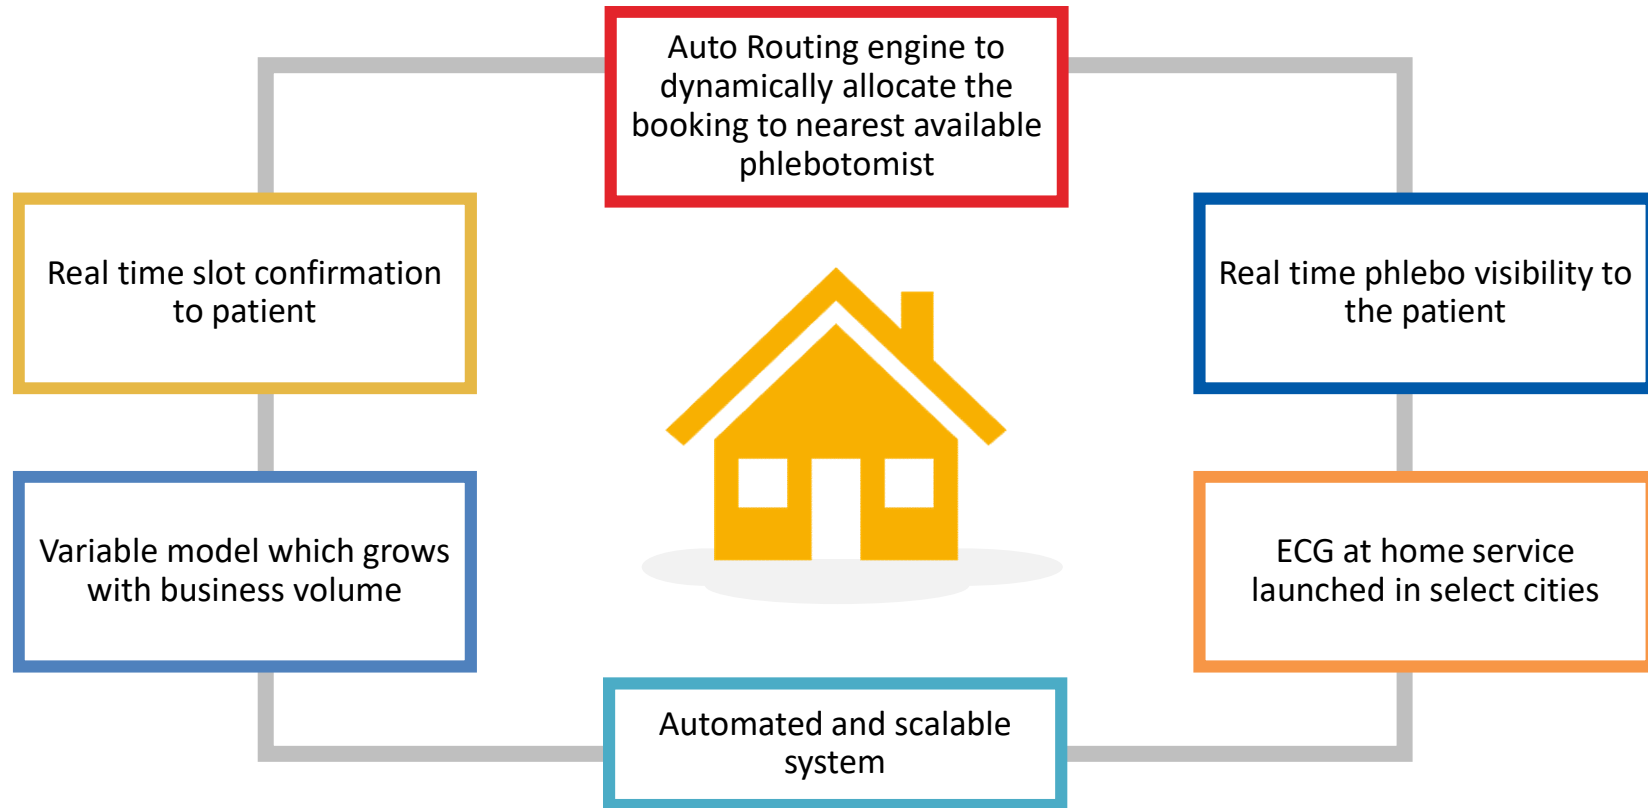 Auto Routing engine to
dynamically allocate the
booking to nearest available
phlebotomist
Real time slot confirmation
to patient
Real time phlebo visibility to
the patient
Variable model which grows
with business volume
ECG at home service
launched in select cities
Automated and scalable
system